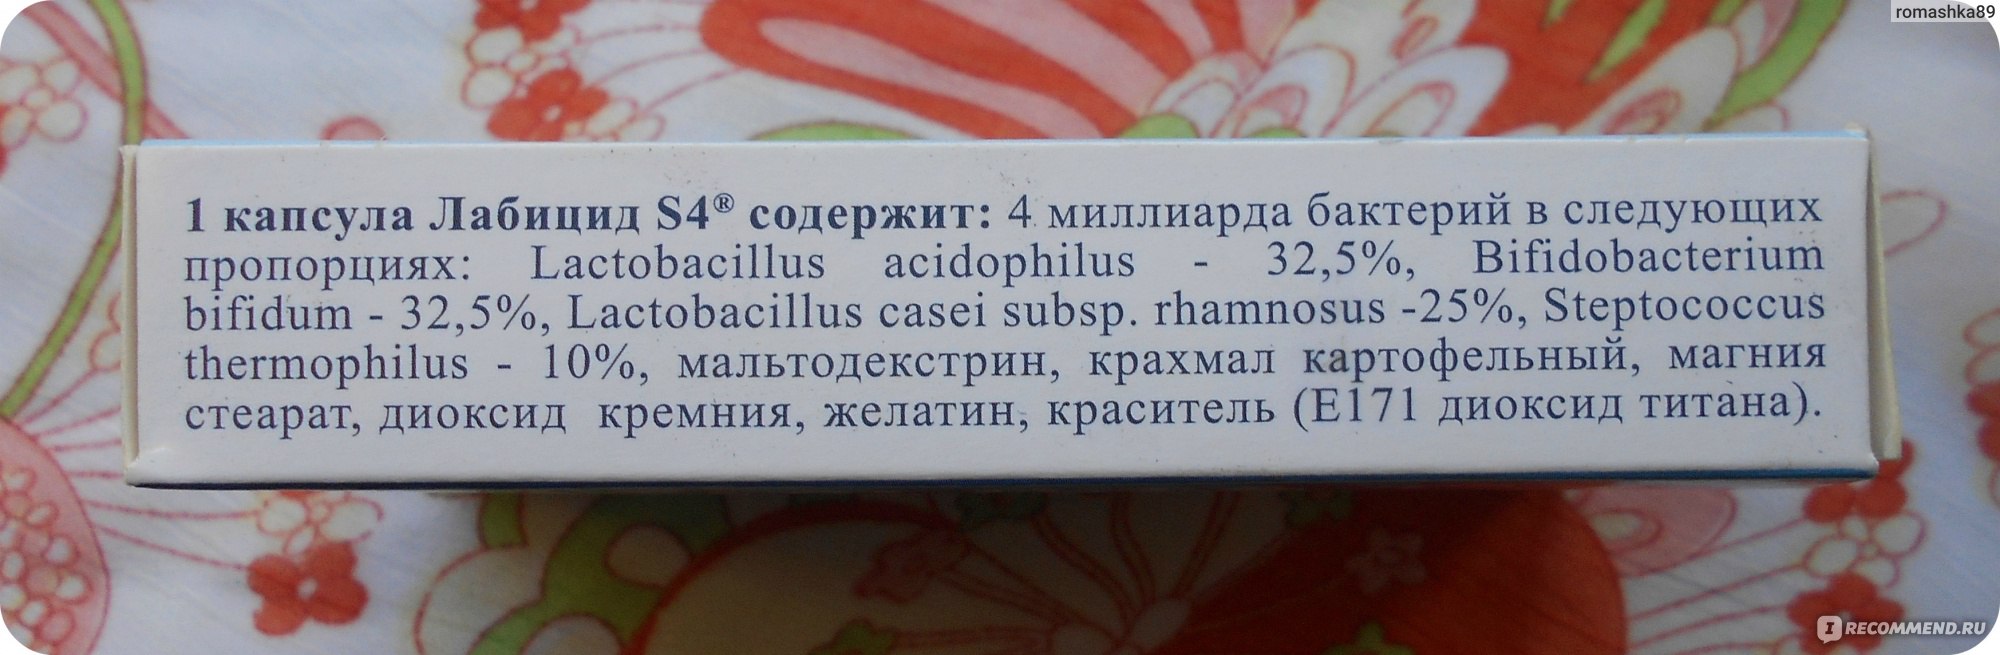 romashka89
1 капсула Лабицид S4® содержит: 4 миллиарда бактерий в следующих
пропорциях: Lactobacillus acidophilus - 32,5%, Bifidobacterium
bifidum - 32,5%, Lactobacillus casei subsp. rhamnosus -25%, Steptococcus
thermophilus - 10%, мальтодекстрин, крахмал картофельный, магния
стеарат, диоксид кремния, желатин, краситель (E171 диоксид титана).
I RECOMMEND.RU